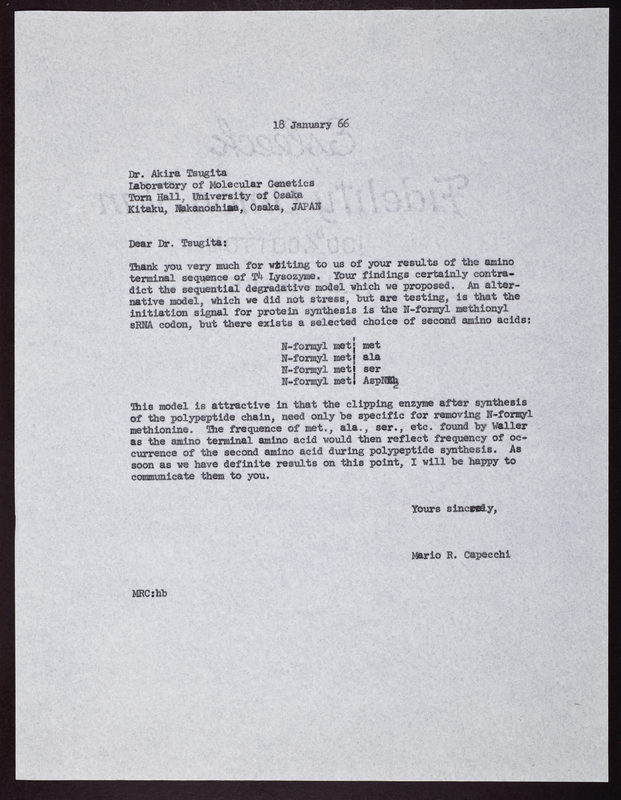 18 January 66
Dr. Akira Tsugita
Laboratory of Molecular Genetics
Torn Hall, University of Osaka
Kitaku, Nakanoshima, Osaka, JAPAN
Dear Dr. Tsugita:
Thank you very much for writing to us of your results of the amino
terminal sequence of T4 Lysozyme. Your findings certainly contra-
dict the sequential degradative model which we proposed. An alter-
native model, which we did not stress, but are testing, is that the
initiation signal for protein synthesis is the N-formyl methionyl
sRNA codon, but there exists a selected choice of second amino acids:
N-formyl met| met
N-formyl met| ala
N-formyl met| ser
N-formyl met| AspNH2
This model is attractive in that the clipping enzyme after synthesis
of the polypeptide chain, need only be specific for removing N-formyl
methionine. The frequency of met., ala., ser., etc. found by Waller
as the amino terminal amino acid would then reflect frequency of oc-
currence of the second amino acid during polypeptide synthesis. As
soon as we have definite results on this point, I will be happy to
communicate them to you.
Yours sincerely,
Mario R. Capecchi
MRC:hb